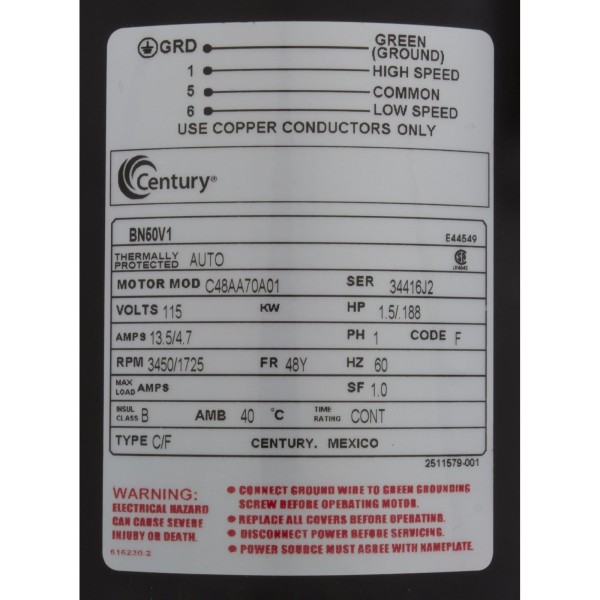 GRD GREEN (GROUND)
1 HIGH SPEED
5 COMMON
6 LOW SPEED
USE COPPER CONDUCTORS ONLY
Century®
BN50V1 E44549
THERMALLY PROTECTED AUTO
MOTOR MOD C48AA70A01 SER 34416J2
VOLTS 115 KW HP 1.5/.188
AMPS 13.5/4.7 PH 1 CODE F
RPM 3450/1725 FR 48Y HZ 60
MAX LOAD AMPS SF 1.0
INSUL CLASS B AMB 40 °C TIME RATING CONT
TYPE C/F CENTURY. MEXICO
2511579-001
WARNING:
ELECTRICAL HAZARD
CAN CAUSE SEVERE
INJURY OR DEATH.
616230-2
• CONNECT GROUND WIRE TO GREEN GROUNDING
SCREW BEFORE OPERATING MOTOR.
• REPLACE ALL COVERS BEFORE OPERATING.
• DISCONNECT POWER BEFORE SERVICING.
• POWER SOURCE MUST AGREE WITH NAMEPLATE.